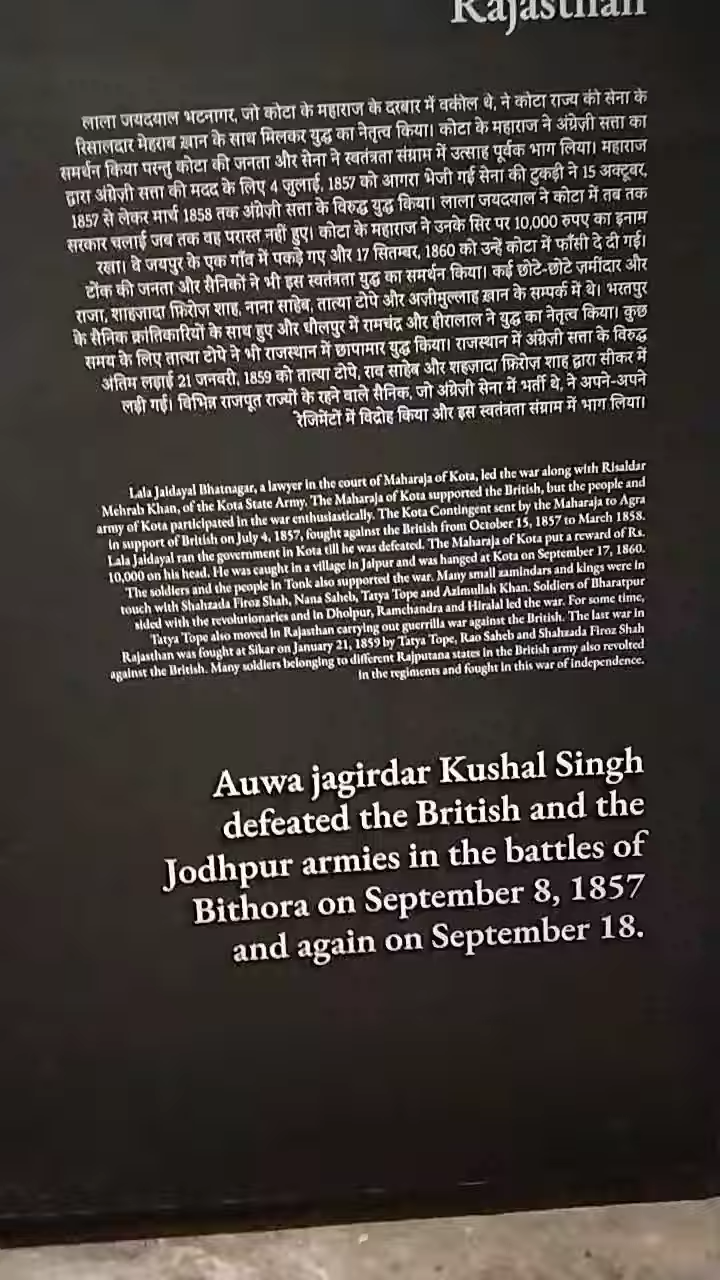 Rajasthan
लाला जयदयाल भटनागर, जो कोटा के महाराज के दरबार में वकील थे, ने कोटा राज्य की सेना के
रिसालदार मेहराब ख़ान के साथ मिलकर युद्ध का नेतृत्व किया। कोटा के महाराज ने अंग्रेज़ी सत्ता का
समर्थन किया परन्तु कोटा की जनता और सेना ने स्वतंत्रता संग्राम में उत्साह पूर्वक भाग लिया। महाराज
द्वारा अंग्रेज़ी सत्ता की मदद के लिए 4 जुलाई, 1857 को आगरा भेजी गई सेना की टुकड़ी ने 15 अक्टूबर,
1857 से लेकर मार्च 1858 तक अंग्रेज़ी सत्ता के विरुद्ध युद्ध किया। लाला जयदयाल ने कोटा में तब तक
सरकार चलाई जब तक वह परास्त नहीं हुए। कोटा के महाराज ने उनके सिर पर 10,000 रुपए का इनाम
रखा। वे जयपुर के एक गाँव में पकड़े गए और 17 सितम्बर, 1860 को उन्हें कोटा में फाँसी दे दी गई।
टोंक की जनता और सैनिकों ने भी इस स्वतंत्रता युद्ध का समर्थन किया। कई छोटे-छोटे ज़मींदार और
राजा, शाहज़ादा फ़िरोज़ शाह, नाना साहेब, तात्या टोपे और अज़ीमुल्लाह ख़ान के सम्पर्क में थे। भरतपुर
के सैनिक क्रांतिकारियों के साथ हुए और धौलपुर में रामचंद्र और हीरालाल ने युद्ध का नेतृत्व किया। कुछ
समय के लिए तात्या टोपे ने भी राजस्थान में छापामार युद्ध किया। राजस्थान में अंग्रेज़ी सत्ता के विरुद्ध
अंतिम लड़ाई 21 जनवरी, 1859 को तात्या टोपे, राव साहेब और शहज़ादा फ़िरोज़ शाह द्वारा सीकर में
लड़ी गई। विभिन्न राजपूत राज्यों के रहने वाले सैनिक, जो अंग्रेज़ी सेना में भर्ती थे, ने अपने-अपने
रेजिमेंटों में विद्रोह किया और इस स्वतंत्रता संग्राम में भाग लिया।
Lala Jaidayal Bhatnagar, a lawyer in the court of Maharaja of Kota, led the war along with Risaldar
Mehrab Khan, of the Kota State Army. The Maharaja of Kota supported the British, but the people and
army of Kota participated in the war enthusiastically. The Kota Contingent sent by the Maharaja to Agra
in support of British on July 4, 1857, fought against the British from October 15, 1857 to March 1858.
Lala Jaidayal ran the government in Kota till he was defeated. The Maharaja of Kota put a reward of Rs.
10,000 on his head. He was caught in a village in Jaipur and was hanged at Kota on September 17, 1860.
The soldiers and the people in Tonk also supported the war. Many small zamindars and kings were in
touch with Shahzada Firoz Shah, Nana Saheb, Tatya Tope and Azimullah Khan. Soldiers of Bharatpur
sided with the revolutionaries and in Dholpur, Ramchandra and Hiralal led the war. For some time,
Tatya Tope also moved in Rajasthan carrying out guerrilla war against the British. The last war in
Rajasthan was fought at Sikar on January 21, 1859 by Tatya Tope, Rao Saheb and Shahzada Firoz Shah
against the British. Many soldiers belonging to different Rajputana states in the British army also revolted
in the regiments and fought in this war of independence.
Auwa jagirdar Kushal Singh
defeated the British and the
Jodhpur armies in the battles of
Bithora on September 8, 1857
and again on September 18.